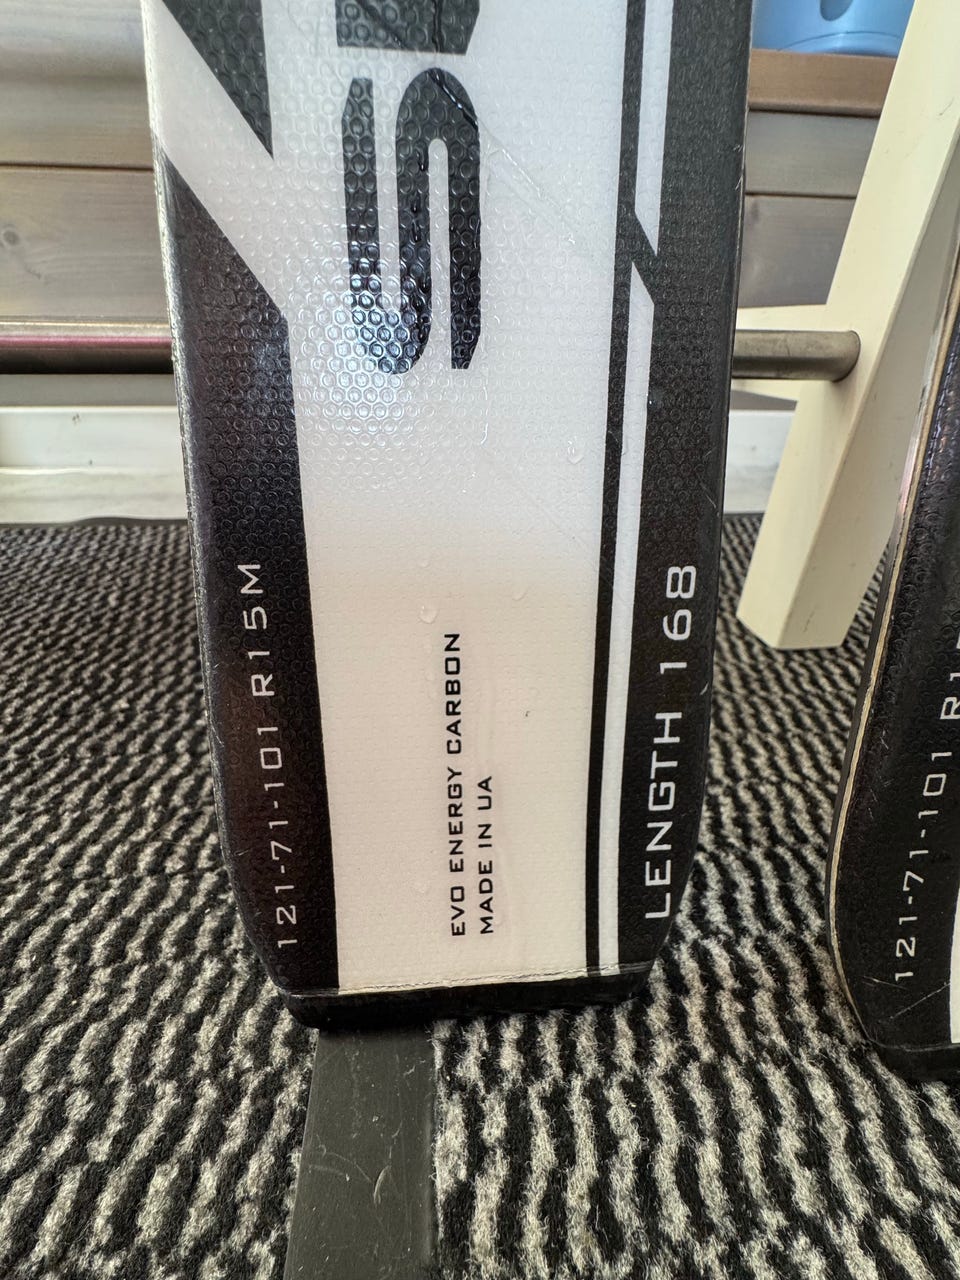 121-71-101 R15M
EVO ENERGY CARBON
MADE IN UA
LENGTH 168
121-71-101